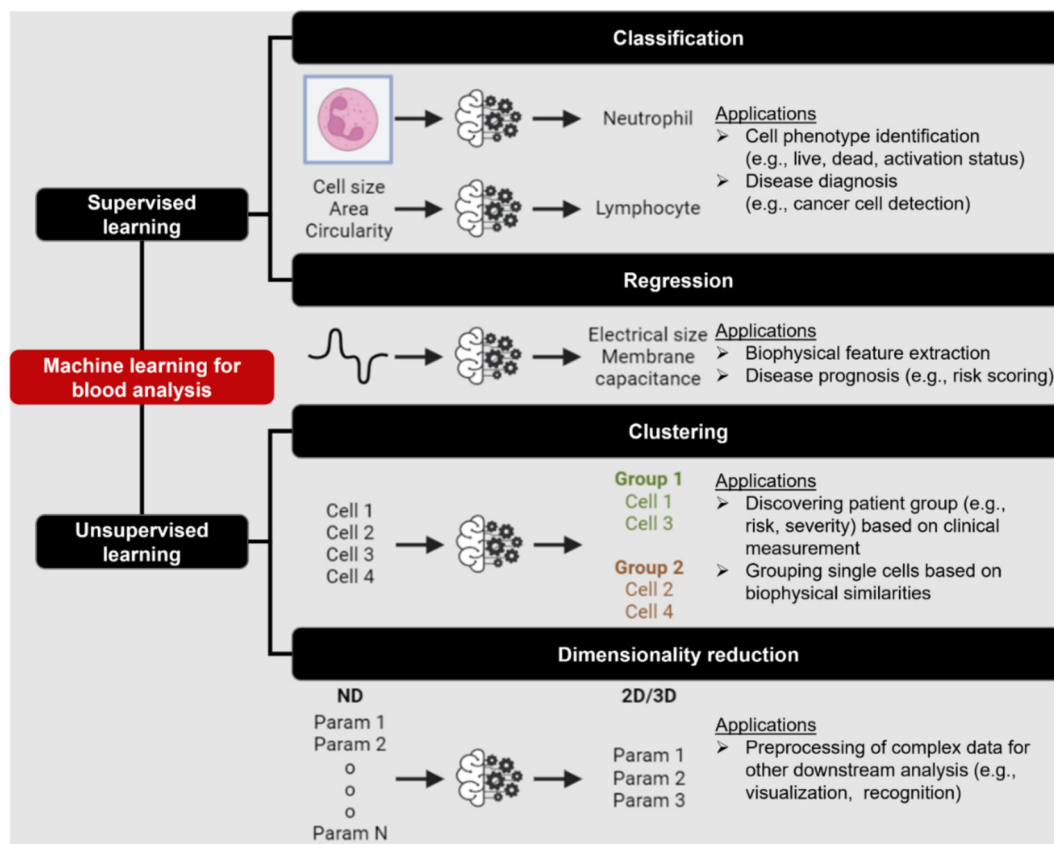 Classification
Neutrophil
Cell size
Area
Circularity
Lymphocyte
Applications
➢ Cell phenotype identification
(e.g., live, dead, activation status)
➢ Disease diagnosis
(e.g., cancer cell detection)
Supervised
learning
Regression
Electrical size
Membrane
capacitance
Applications
➢ Biophysical feature extraction
➢ Disease prognosis (e.g., risk scoring)
Machine learning for
blood analysis
Clustering
Cell 1
Cell 2
Cell 3
Cell 4
Group 1
Cell 1
Cell 3
Group 2
Cell 2
Cell 4
Applications
➢ Discovering patient group (e.g.,
risk, severity) based on clinical
measurement
➢ Grouping single cells based on
biophysical similarities
Unsupervised
learning
Dimensionality reduction
ND
Param 1
Param 2
o
o
o
Param N
2D/3D
Param 1
Param 2
Param 3
Applications
➢ Preprocessing of complex data for
other downstream analysis (e.g.,
visualization, recognition)